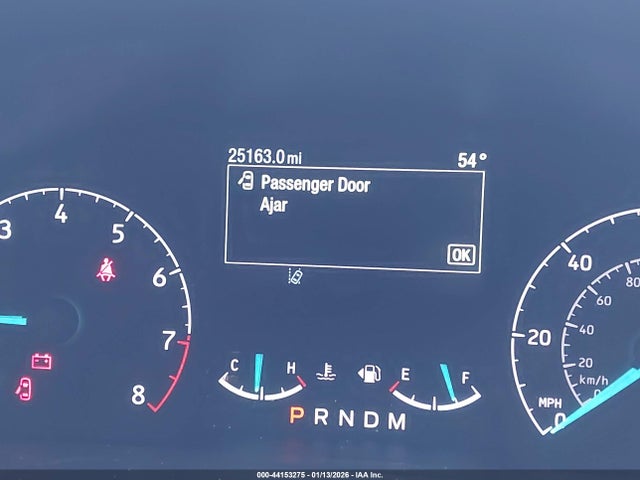 25163.0 mi 54°
Passenger Door
Ajar
OK
3 4 5 6 7 8
C H
E F
P R N D M
0 20 40
MPH
0 20 40 60 80
km/h
000-44153275 - 01/13/2026 - IAA Inc.